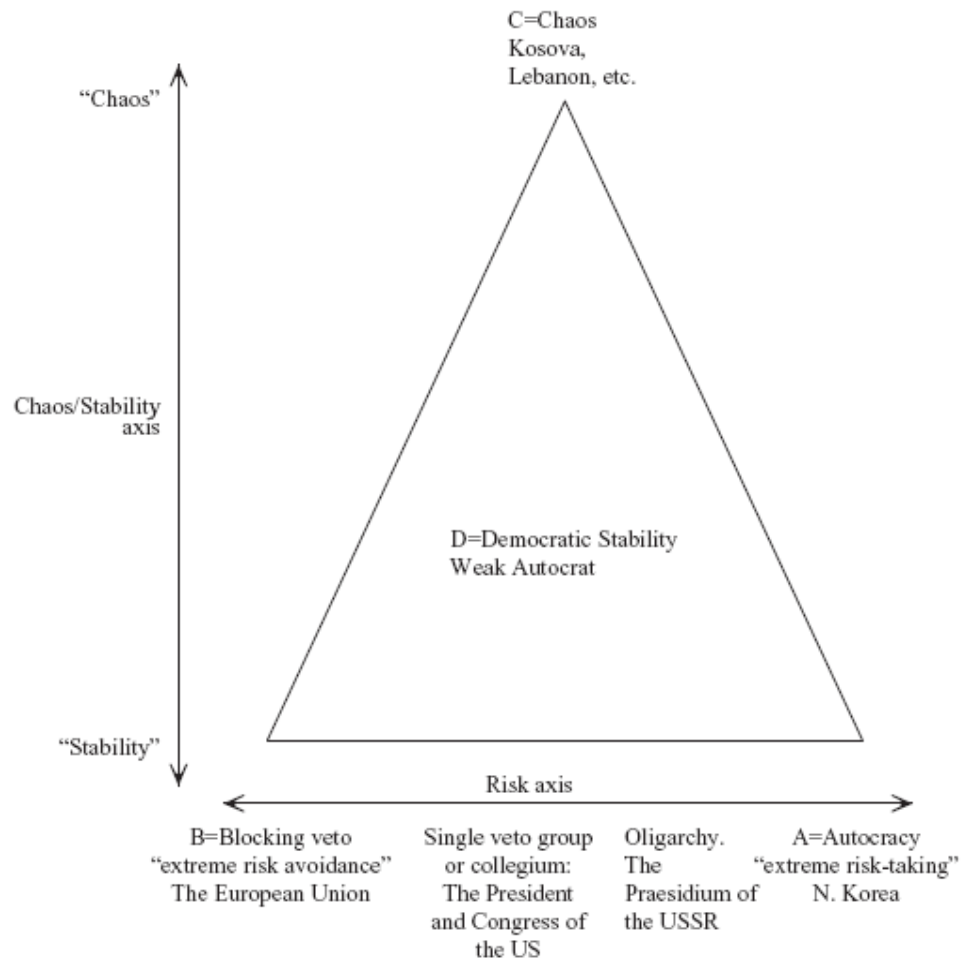 C=Chaos
Kosova,
Lebanon, etc.
“Chaos”
Chaos/Stability
axis
D=Democratic Stability
Weak Autocrat
“Stability”
Risk axis
B=Blocking veto
“extreme risk avoidance”
The European Union
Single veto group
or collegium:
The President
and Congress of
the US
Oligarchy.
The
Praesidium of
the USSR
A=Autocracy
“extreme risk-taking”
N. Korea